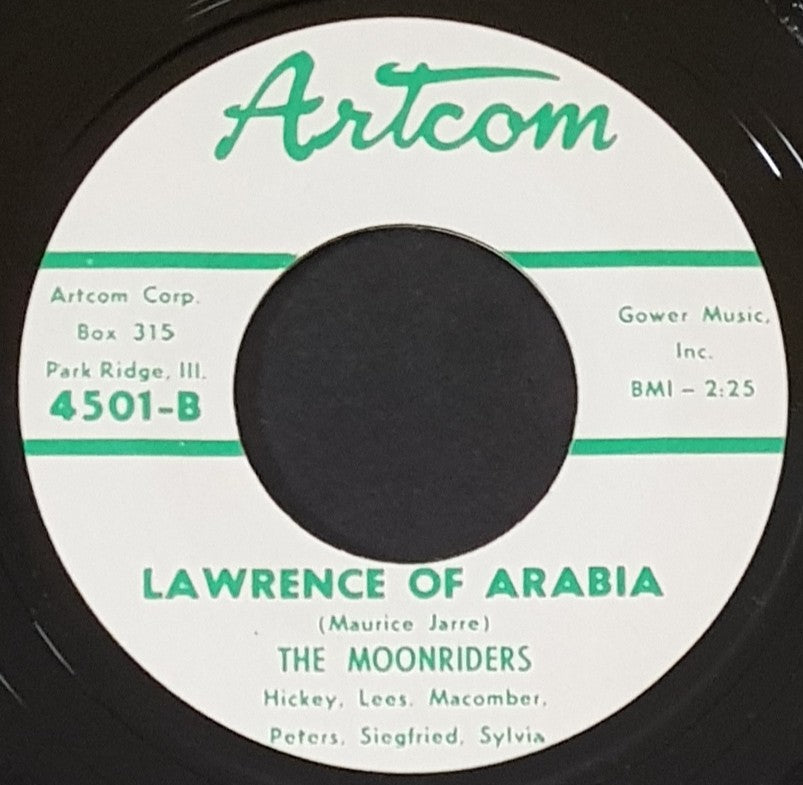 Artcom
Artcom Corp.
Box 315
Park Ridge, Ill.
4501-B
Gower Music,
Inc.
BMI - 2:25
LAWRENCE OF ARABIA
(Maurice Jarre)
THE MOONRIDERS
Hickey, Lees, Macomber,
Peters, Siegfried, Sylvia